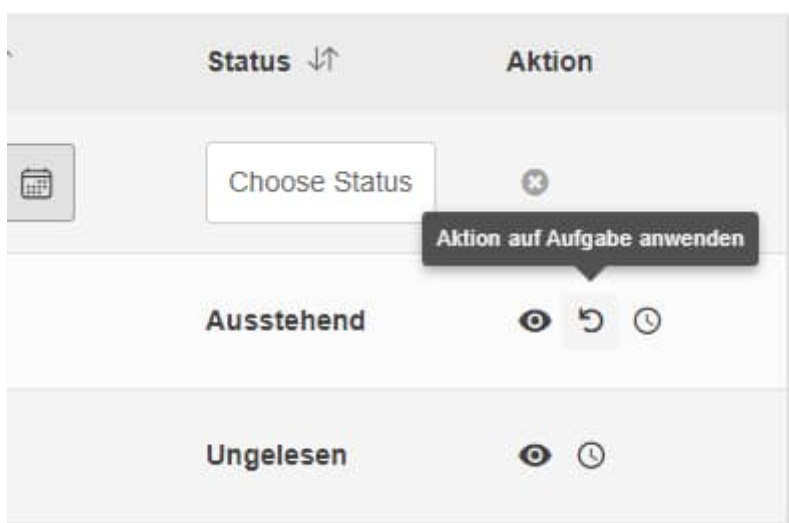 Status Aktion
Choose Status
Aktion auf Aufgabe anwenden
Ausstehend
Ungelesen